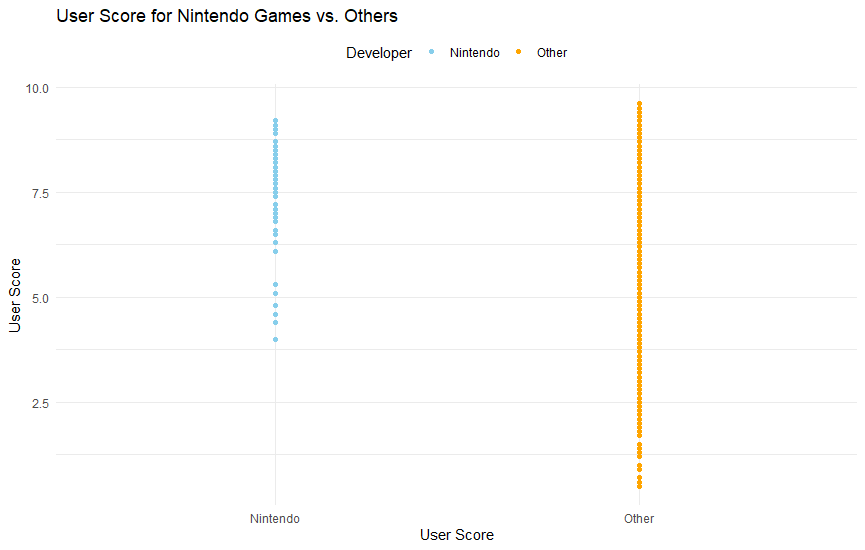 User Score for Nintendo Games vs. Others
Developer Nintendo Other
10.0
7.5
5.0
2.5
User Score
Nintendo Other
User Score